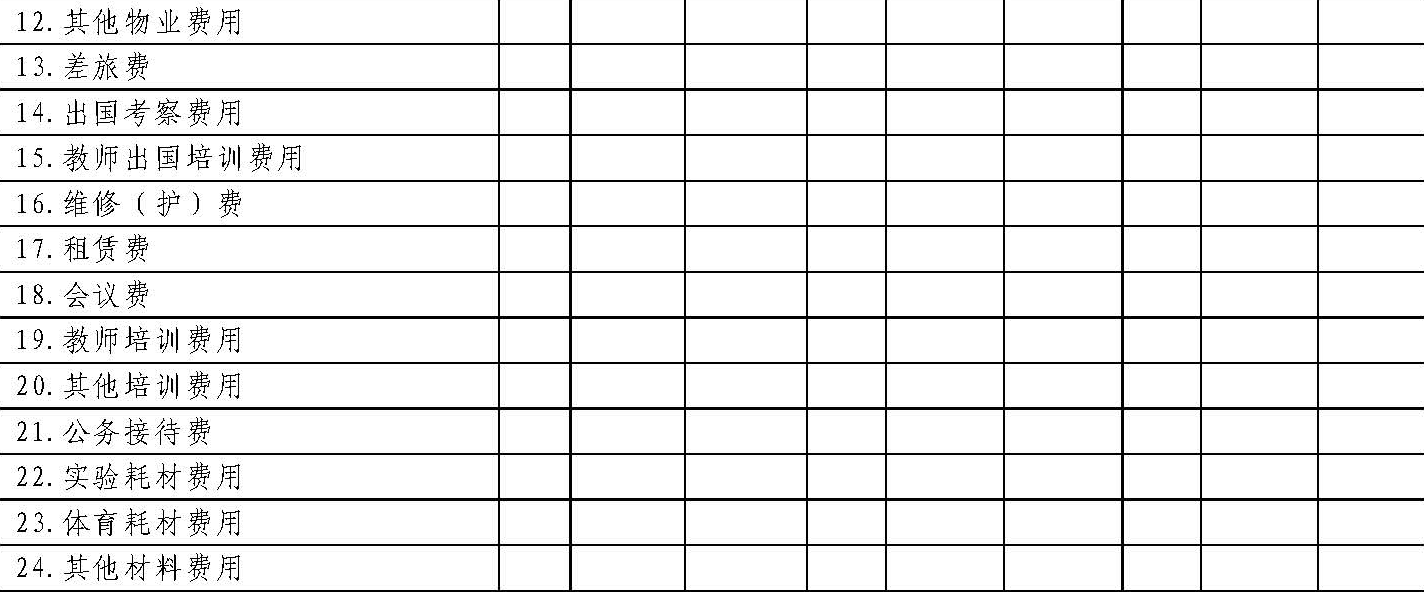 12.其他物业费用
13.差旅费
14.出国考察费用
15.教师出国培训费用
16.维修（护）费
17.租赁费
18.会议费
19.教师培训费用
20.其他培训费用
21.公务接待费
22.实验耗材费用
23.体育耗材费用
24.其他材料费用